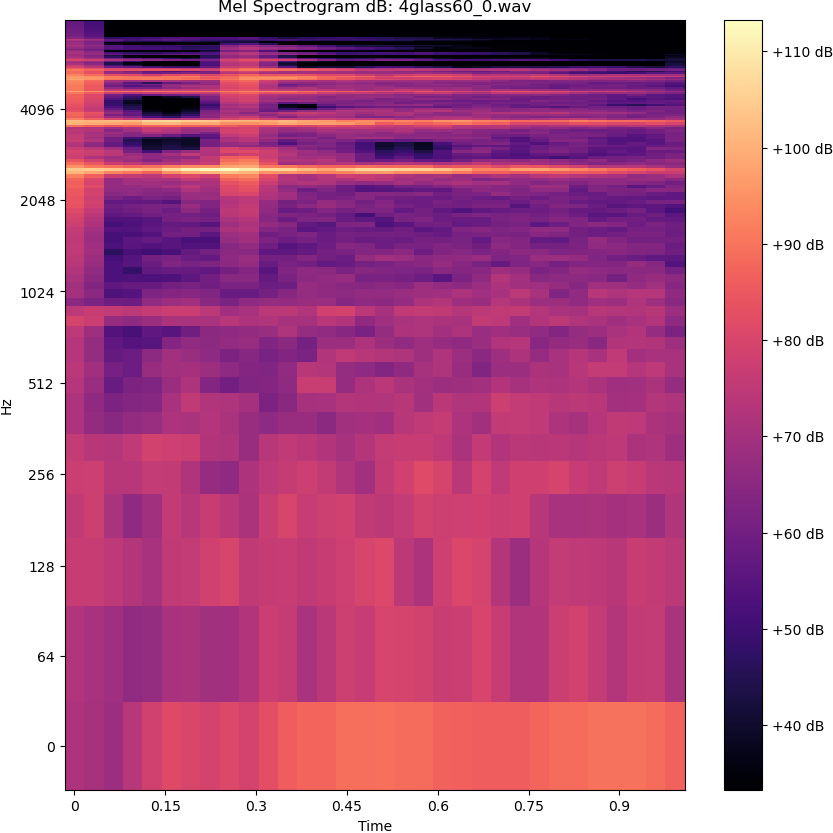 Mel Spectrogram dB: 4glass60_0.wav
+110 dB
4096
+100 dB
2048
+90 dB
1024
+80 dB
512
Hz
+70 dB
256
+60 dB
128
+50 dB
64
+40 dB
0
0 0.15 0.3 0.45 0.6 0.75 0.9
Time